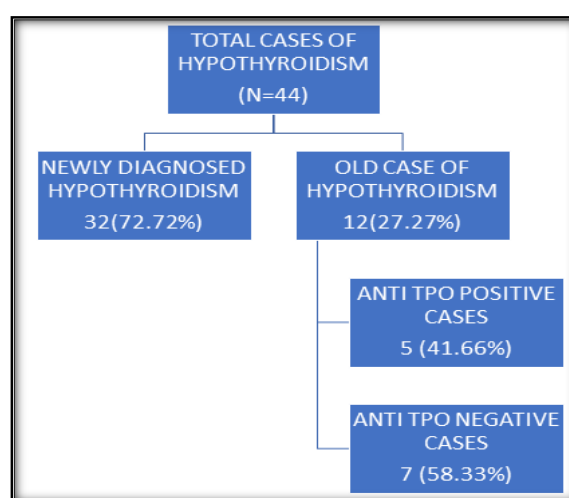 TOTAL CASES OF
HYPOTHYROIDISM
(N=44)
NEWLY DIAGNOSED
HYPOTHYROIDISM
32(72.72%)
OLD CASE OF
HYPOTHYROIDISM
12(27.27%)
ANTI TPO POSITIVE
CASES
5 (41.66%)
ANTI TPO NEGATIVE
CASES
7 (58.33%)